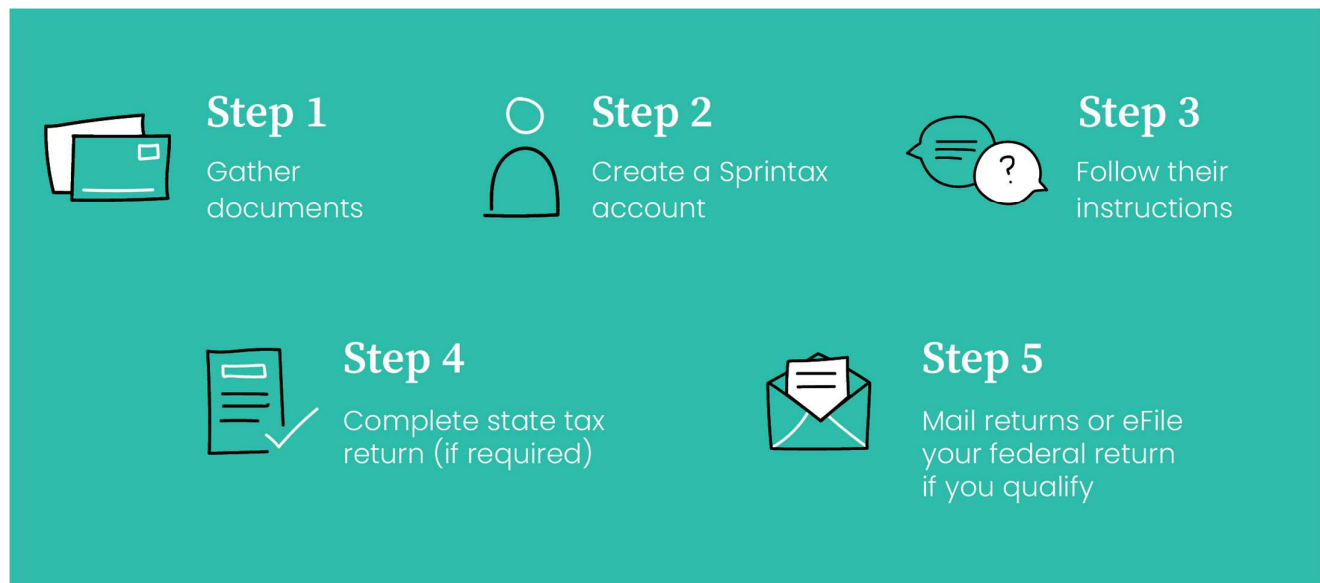 Step 1
Gather
documents
Step 2
Create a Sprintax
account
Step 3
Follow their
instructions
?
Step 4
Complete state tax
return (if required)
Step 5
Mail returns or eFile
your federal return
if you qualify